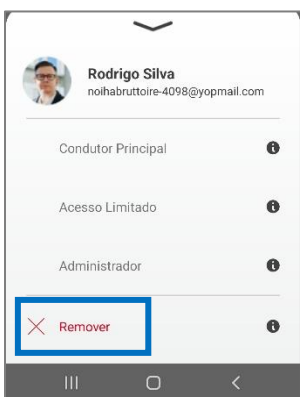 Rodrigo Silva
noihabruttoire-4098@yopmail.com
Condutor Principal
Acesso Limitado
Administrador
Remover